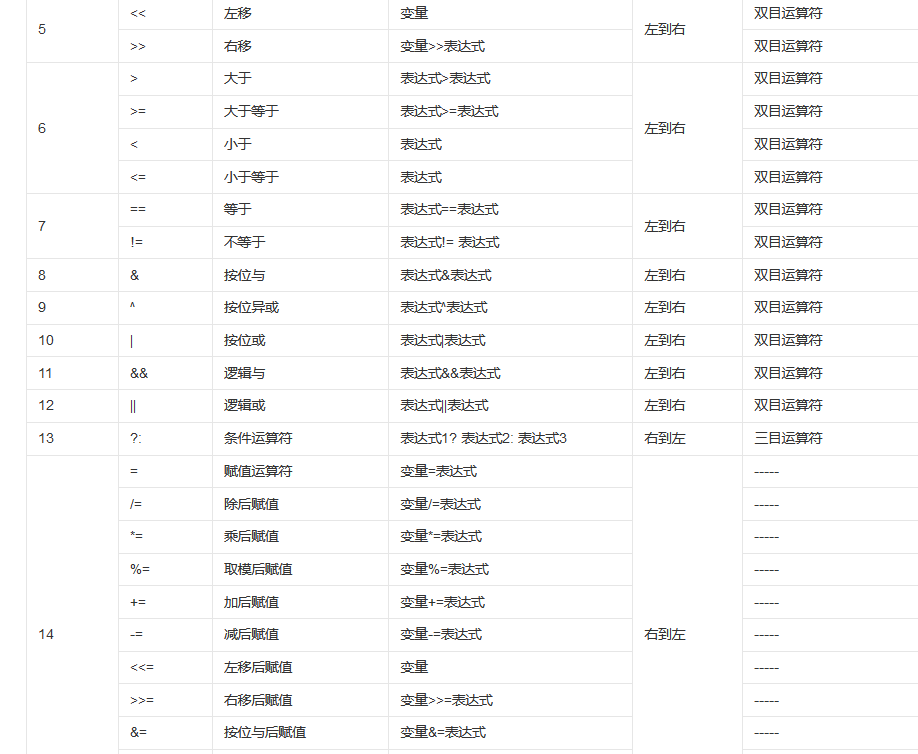 5 << 左移 变量 左到右 双目运算符
>> 右移 变量>>表达式 双目运算符
6 > 大于 表达式>表达式 左到右 双目运算符
>= 大于等于 表达式>=表达式 双目运算符
< 小于 表达式 双目运算符
<= 小于等于 表达式 双目运算符
7 == 等于 表达式==表达式 左到右 双目运算符
!= 不等于 表达式!= 表达式 双目运算符
8 & 按位与 表达式&表达式 左到右 双目运算符
9 ^ 按位异或 表达式^表达式 左到右 双目运算符
10 | 按位或 表达式|表达式 左到右 双目运算符
11 && 逻辑与 表达式&&表达式 左到右 双目运算符
12 || 逻辑或 表达式||表达式 左到右 双目运算符
13 ?: 条件运算符 表达式1? 表达式2: 表达式3 右到左 三目运算符
14 = 赋值运算符 变量=表达式 右到左 -----
/= 除后赋值 变量/=表达式 -----
*= 乘后赋值 变量*=表达式 -----
%= 取模后赋值 变量%=表达式 -----
+= 加后赋值 变量+=表达式 -----
-= 减后赋值 变量-=表达式 -----
<<= 左移后赋值 变量 -----
>>= 右移后赋值 变量>>=表达式 -----
&= 按位与后赋值 变量&=表达式 -----